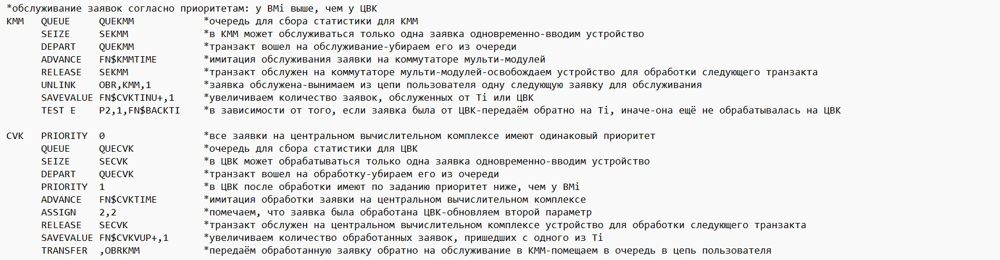 *обслуживание заявок согласно приоритетам: у ВМi выше, чем у ЦВК
KMM   QUEUE     QUEKMM            *очередь для сбора статистики для КММ
      SEIZE     SEKMM             *в КММ может обслуживаться только одна заявка одновременно-вводим устройство
      DEPART    QUEKMM            *транзакт вошел на обслуживание-убираем его из очереди
      ADVANCE   FN$KMMTIME        *имитация обслуживания заявки на коммутаторе мульти-модулей
      RELEASE   SEKMM             *транзакт обслужен на коммутаторе мульти-модулей-освобождаем устройство для обработки следующего транзакта
      UNLINK    OBR,KMM,1         *заявка обслужена-вынимаем из цепи пользователя одну следующую заявку для обслуживания
      SAVEVALUE FN$CVKTINU+,1     *увеличиваем количество заявок, обслуженных от Ti или ЦВК
      TEST E    P2,1,FN$BACKTI    *в зависимости от того, если заявка была от ЦВК-передаём обратно на Ti, иначе-она ещё не обрабатывалась на ЦВК
CVK   PRIORITY  0                 *все заявки на центральном вычислительном комплексе имеют одинаковый приоритет
      QUEUE     QUECVK            *очередь для сбора статистики для ЦВК
      SEIZE     SECVK             *в ЦВК может обрабатываться только одна заявка одновременно-вводим устройство
      DEPART    QUECVK            *транзакт вошел на обработку-убираем его из очереди
      PRIORITY  1                 *в ЦВК после обработки имеют по заданию приоритет ниже, чем у ВМi
      ADVANCE   FN$CVKTIME        *имитация обработки заявки на центральном вычислительном комплексе
      ASSIGN    2,2               *помечаем, что заявка была обработана ЦВК-обновляем второй параметр
      RELEASE   SECVK             *транзакт обслужен на центральном вычислительном комплексе устройство для обработки следующего транзакта
      SAVEVALUE FN$CVKVUP+,1      *увеличиваем количество обработанных заявок, пришедших с одного из Ti
      TRANSFER  ,OBRKMM           *передаём обработанную заявку обратно на обслуживание в КММ-помещаем в очередь в цепь пользователя